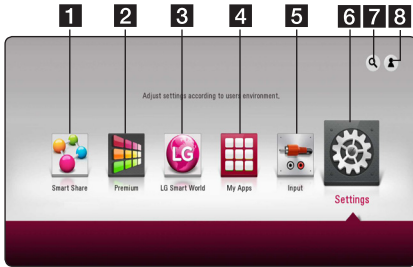 1 2 3 4 5 6 7 8
Adjust settings according to users environment.
LG
Smart Share Premium LG Smart World My Apps Input Settings